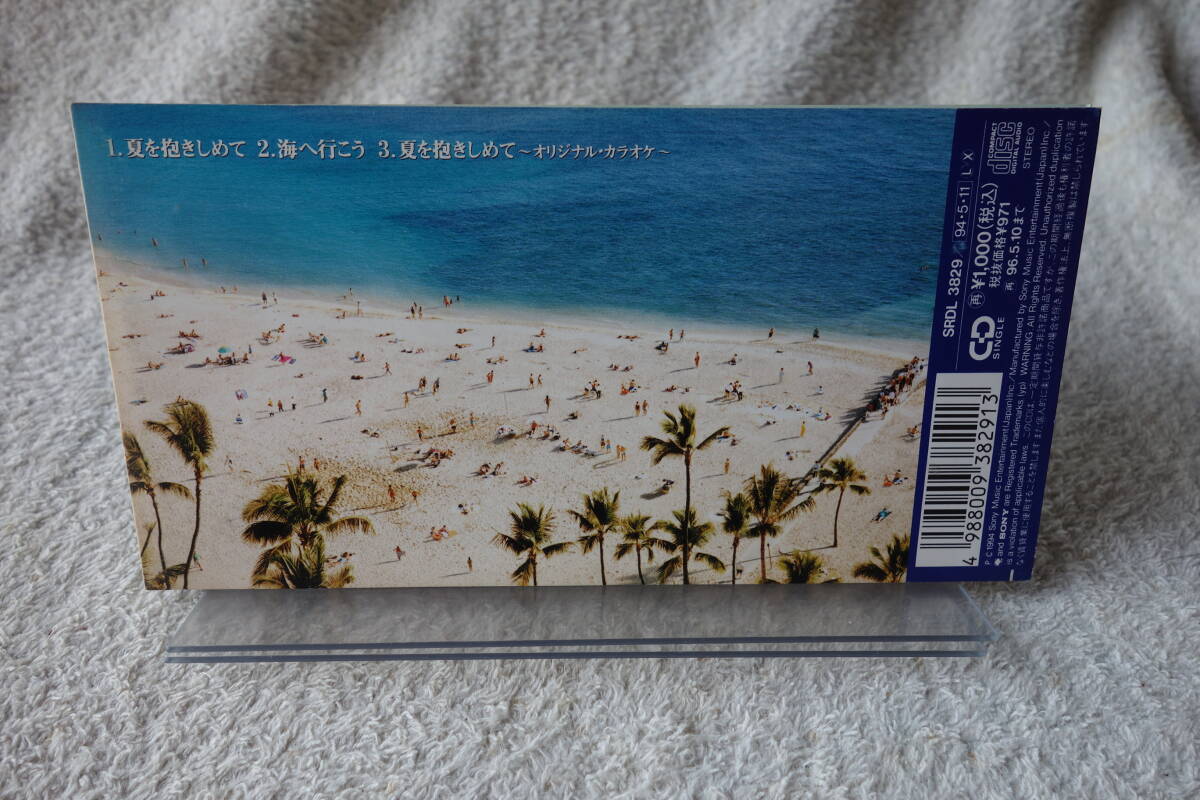 1.夏を抱きしめて 2.海へ行こう 3.夏を抱きしめて～オリジナル・カラオケ～
SRDL 3829 94・5・11 L X
再 ¥1,000(税込)
税抜価格¥971
再 96.5.10まで
CD
SINGLE
COMPACT
disc
DIGITAL AUDIO
STEREO
4 988009 382913
P C 1994 Sony Music Entertainment(Japan)Inc./Manufactured by Sony Music Entertainment(Japan)Inc./
and SONY are Registered Trademarks (yp) WARNING: All Rights Reserved. Unauthorized duplication
is a violation of applicable laws.